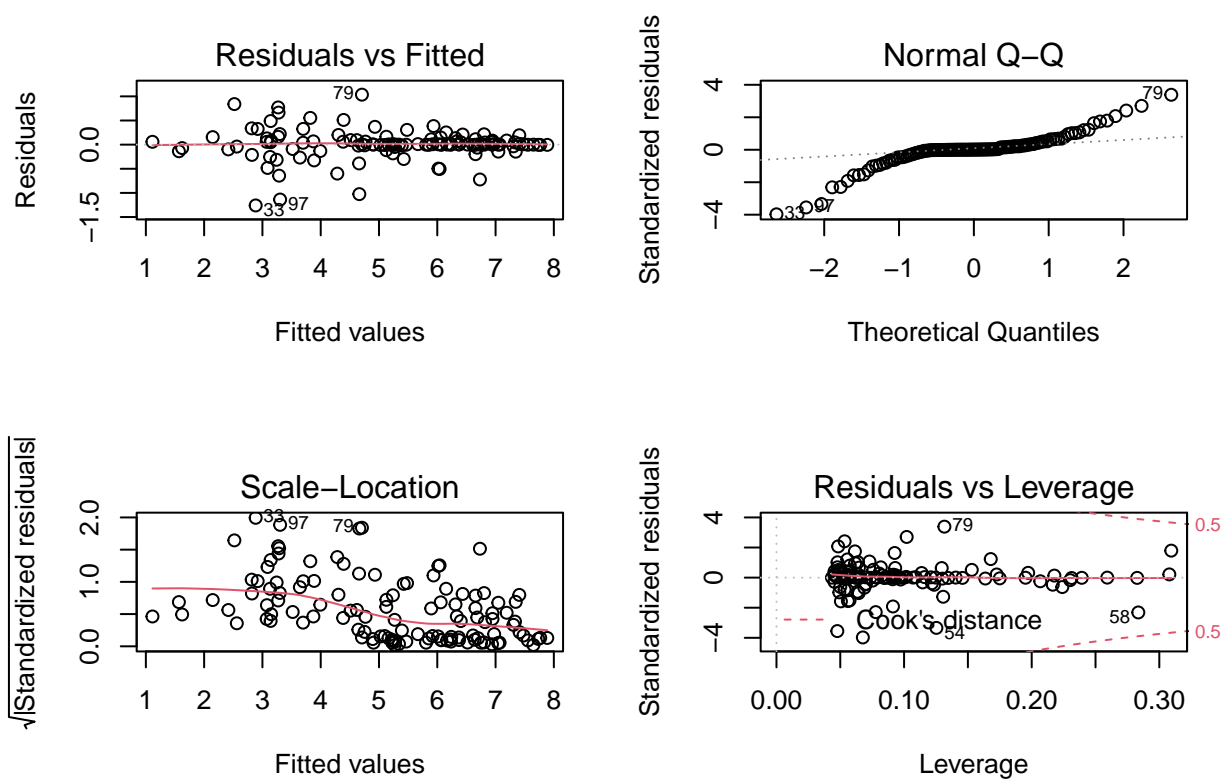 Residuals vs Fitted
Residuals
0.0
−1.5
79
33
97
1 2 3 4 5 6 7 8
Fitted values
Normal Q−Q
Standardized residuals
4
2
0
−4
79
33
97
−2 −1 0 1 2
Theoretical Quantiles
Scale−Location
√|Standardized residuals|
2.0
1.0
0.0
33
97
79
1 2 3 4 5 6 7 8
Fitted values
Residuals vs Leverage
Standardized residuals
4
0
−4
79
58
54
Cook's distance
0.5
0.5
0.00 0.10 0.20 0.30
Leverage